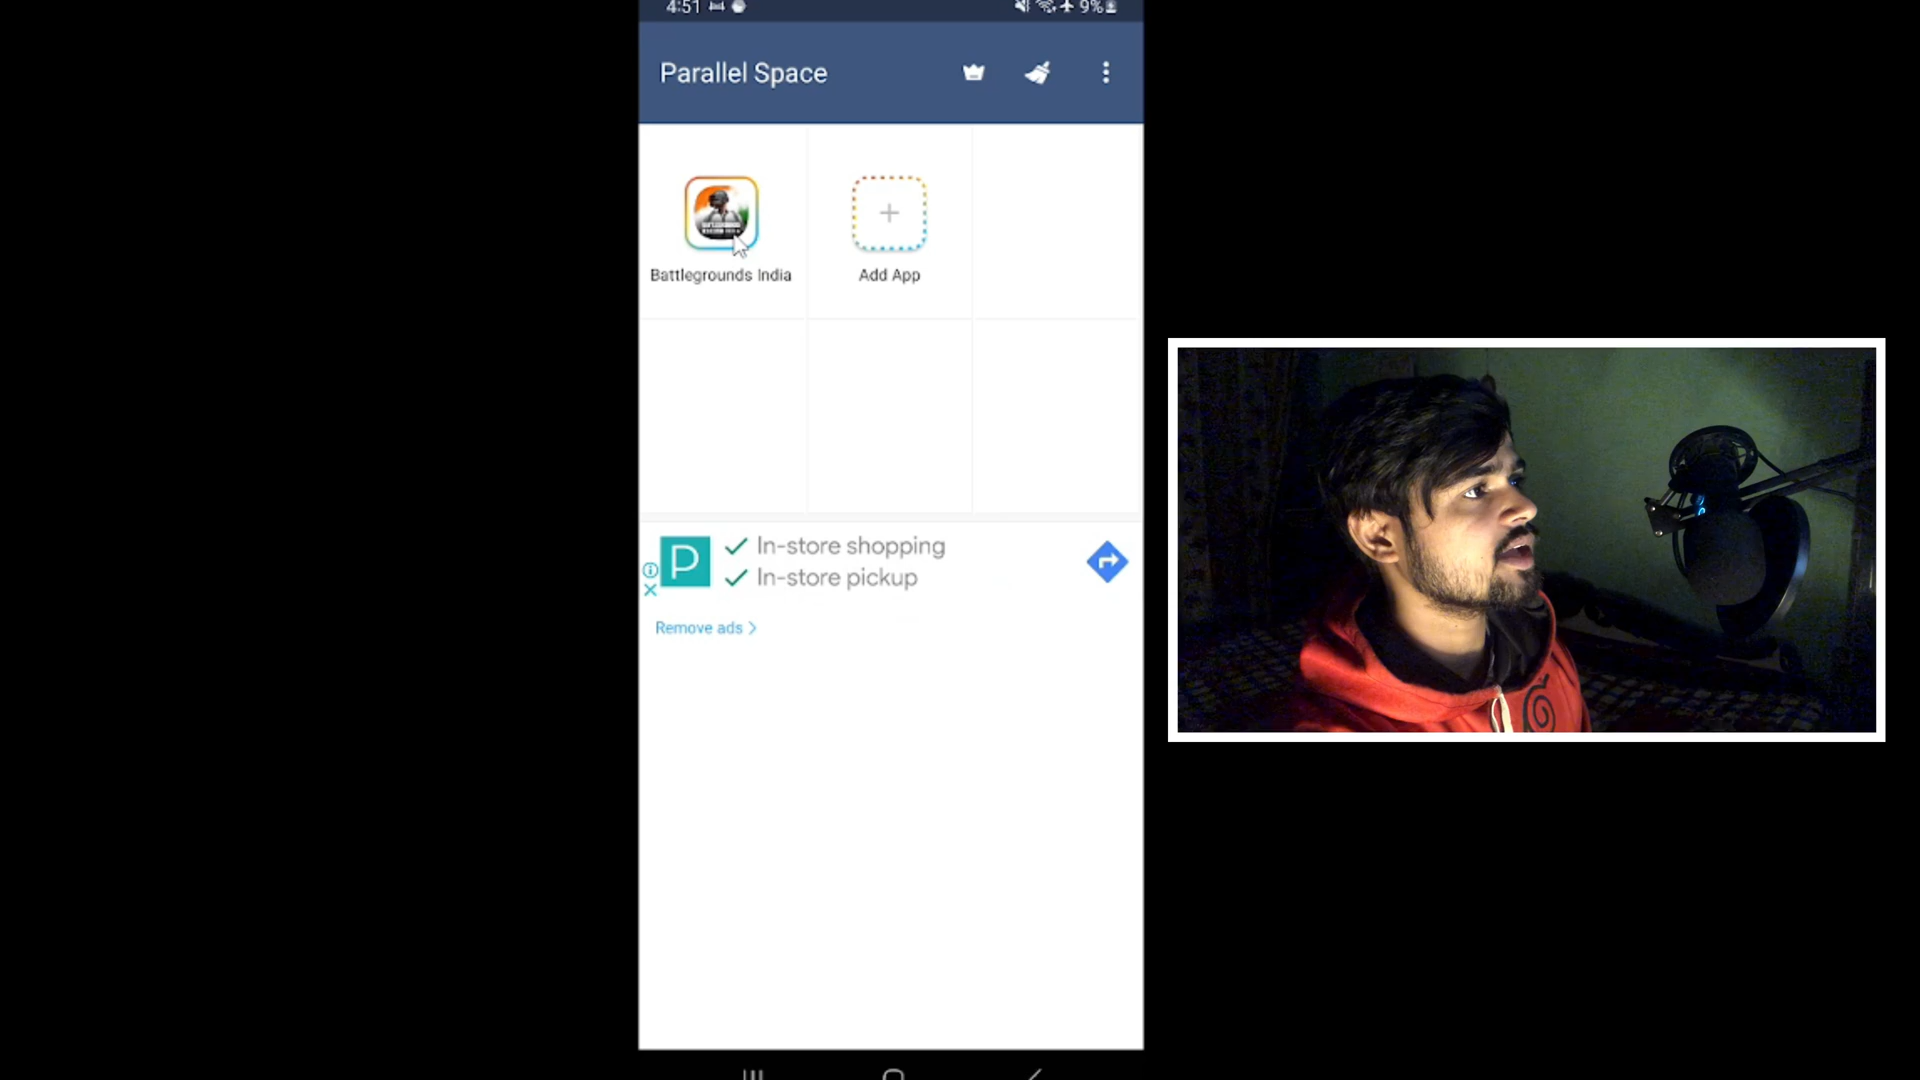 4:51
9%
Parallel Space
Battlegrounds India
Add App
P
In-store shopping
In-store pickup
Remove ads